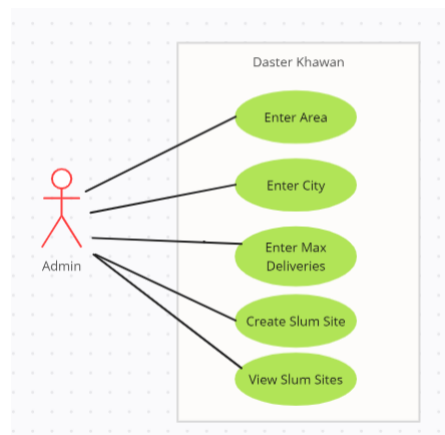 Daster Khawan
Enter Area
Enter City
Enter Max
Deliveries
Admin
Create Slum Site
View Slum Sites